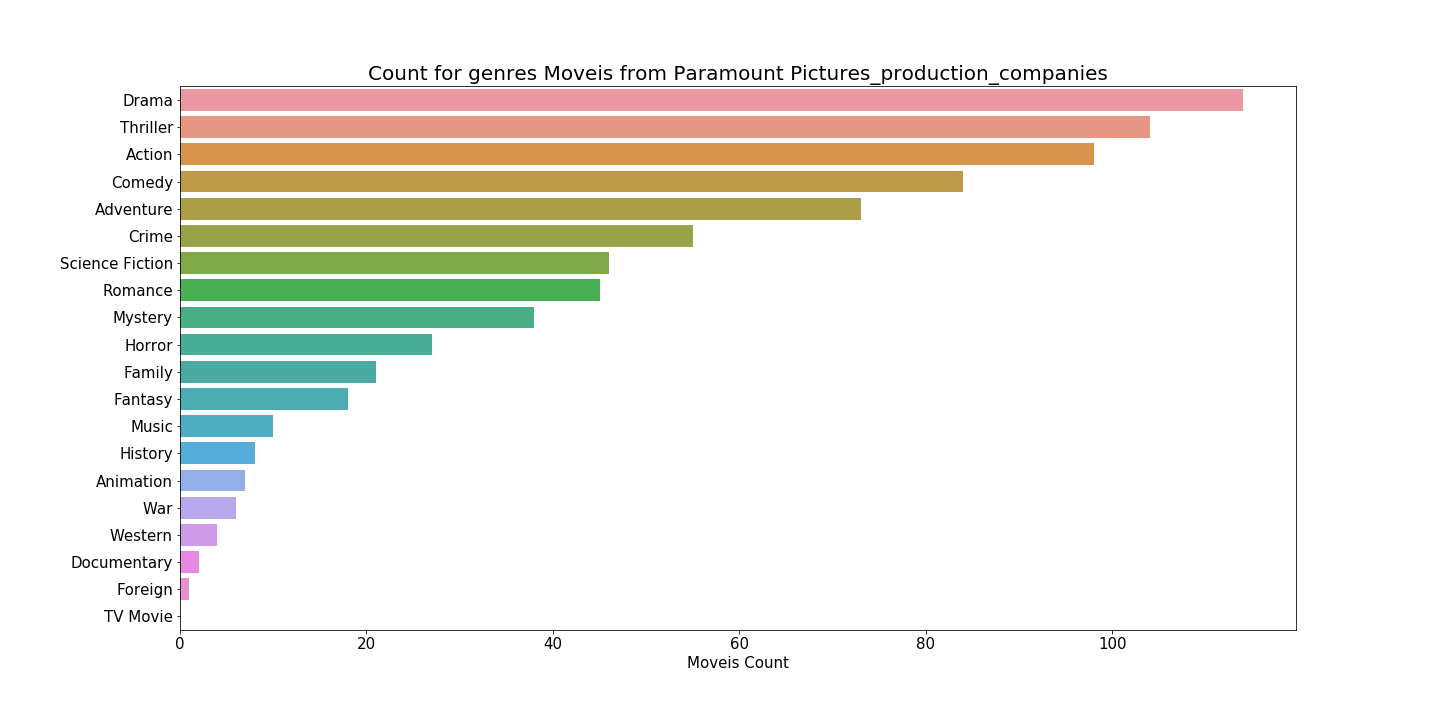 Count for genres Moveis from Paramount Pictures_production_companies
Drama
Thriller
Action
Comedy
Adventure
Crime
Science Fiction
Romance
Mystery
Horror
Family
Fantasy
Music
History
Animation
War
Western
Documentary
Foreign
TV Movie
0 20 40 60 80 100
Moveis Count